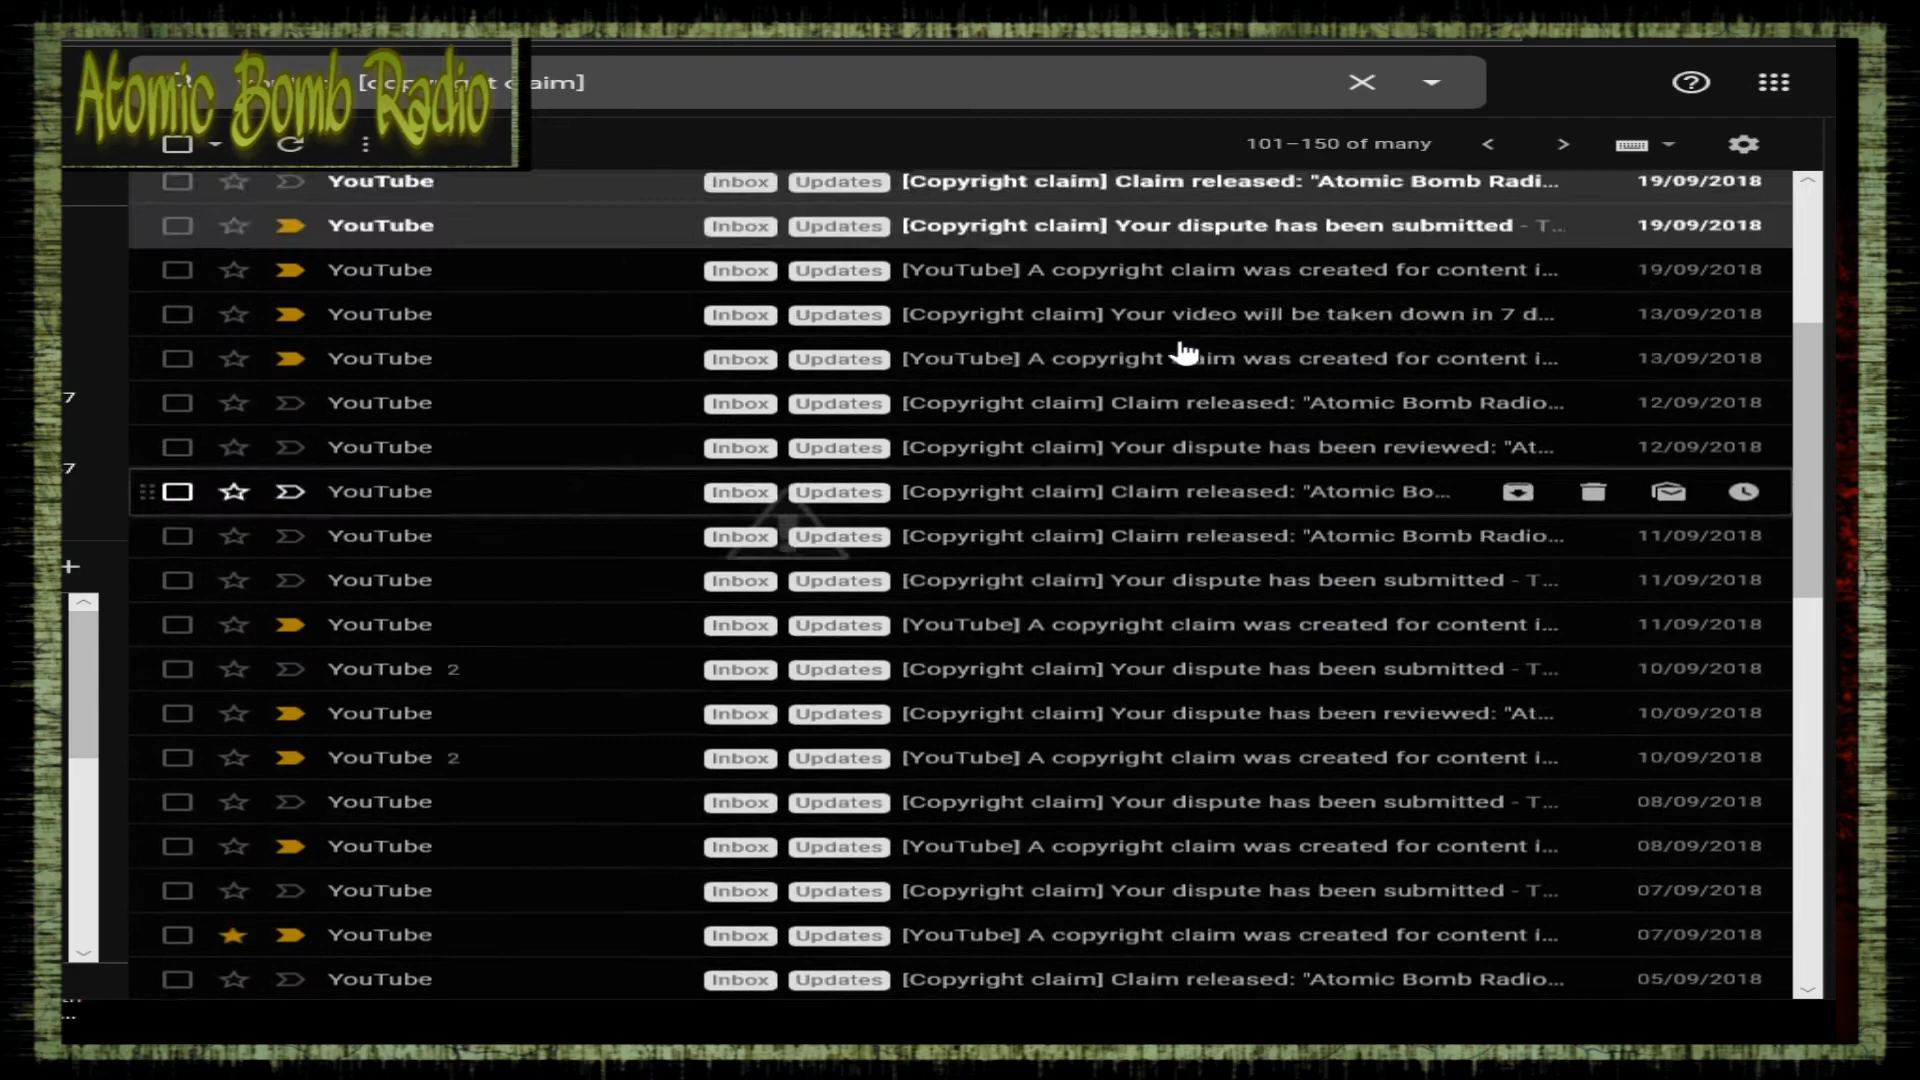 Atomic Bomb Radio
[copyright claim]
101–150 of many
YouTube Inbox Updates [Copyright claim] Claim released: "Atomic Bomb Radi... 19/09/2018
YouTube Inbox Updates [Copyright claim] Your dispute has been submitted - T... 19/09/2018
YouTube Inbox Updates [YouTube] A copyright claim was created for content i... 19/09/2018
YouTube Inbox Updates [Copyright claim] Your video will be taken down in 7 d... 13/09/2018
YouTube Inbox Updates [YouTube] A copyright claim was created for content i... 13/09/2018
7
YouTube Inbox Updates [Copyright claim] Claim released: "Atomic Bomb Radio... 12/09/2018
YouTube Inbox Updates [Copyright claim] Your dispute has been reviewed: "At... 12/09/2018
7
YouTube Inbox Updates [Copyright claim] Claim released: "Atomic Bo...
YouTube Inbox Updates [Copyright claim] Claim released: "Atomic Bomb Radio... 11/09/2018
YouTube Inbox Updates [Copyright claim] Your dispute has been submitted - T... 11/09/2018
YouTube Inbox Updates [YouTube] A copyright claim was created for content i... 11/09/2018
YouTube 2 Inbox Updates [Copyright claim] Your dispute has been submitted - T... 10/09/2018
YouTube Inbox Updates [Copyright claim] Your dispute has been reviewed: "At... 10/09/2018
YouTube 2 Inbox Updates [YouTube] A copyright claim was created for content i... 10/09/2018
YouTube Inbox Updates [Copyright claim] Your dispute has been submitted - T... 08/09/2018
YouTube Inbox Updates [YouTube] A copyright claim was created for content i... 08/09/2018
YouTube Inbox Updates [Copyright claim] Your dispute has been submitted - T... 07/09/2018
YouTube Inbox Updates [YouTube] A copyright claim was created for content i... 07/09/2018
YouTube Inbox Updates [Copyright claim] Claim released: "Atomic Bomb Radio... 05/09/2018